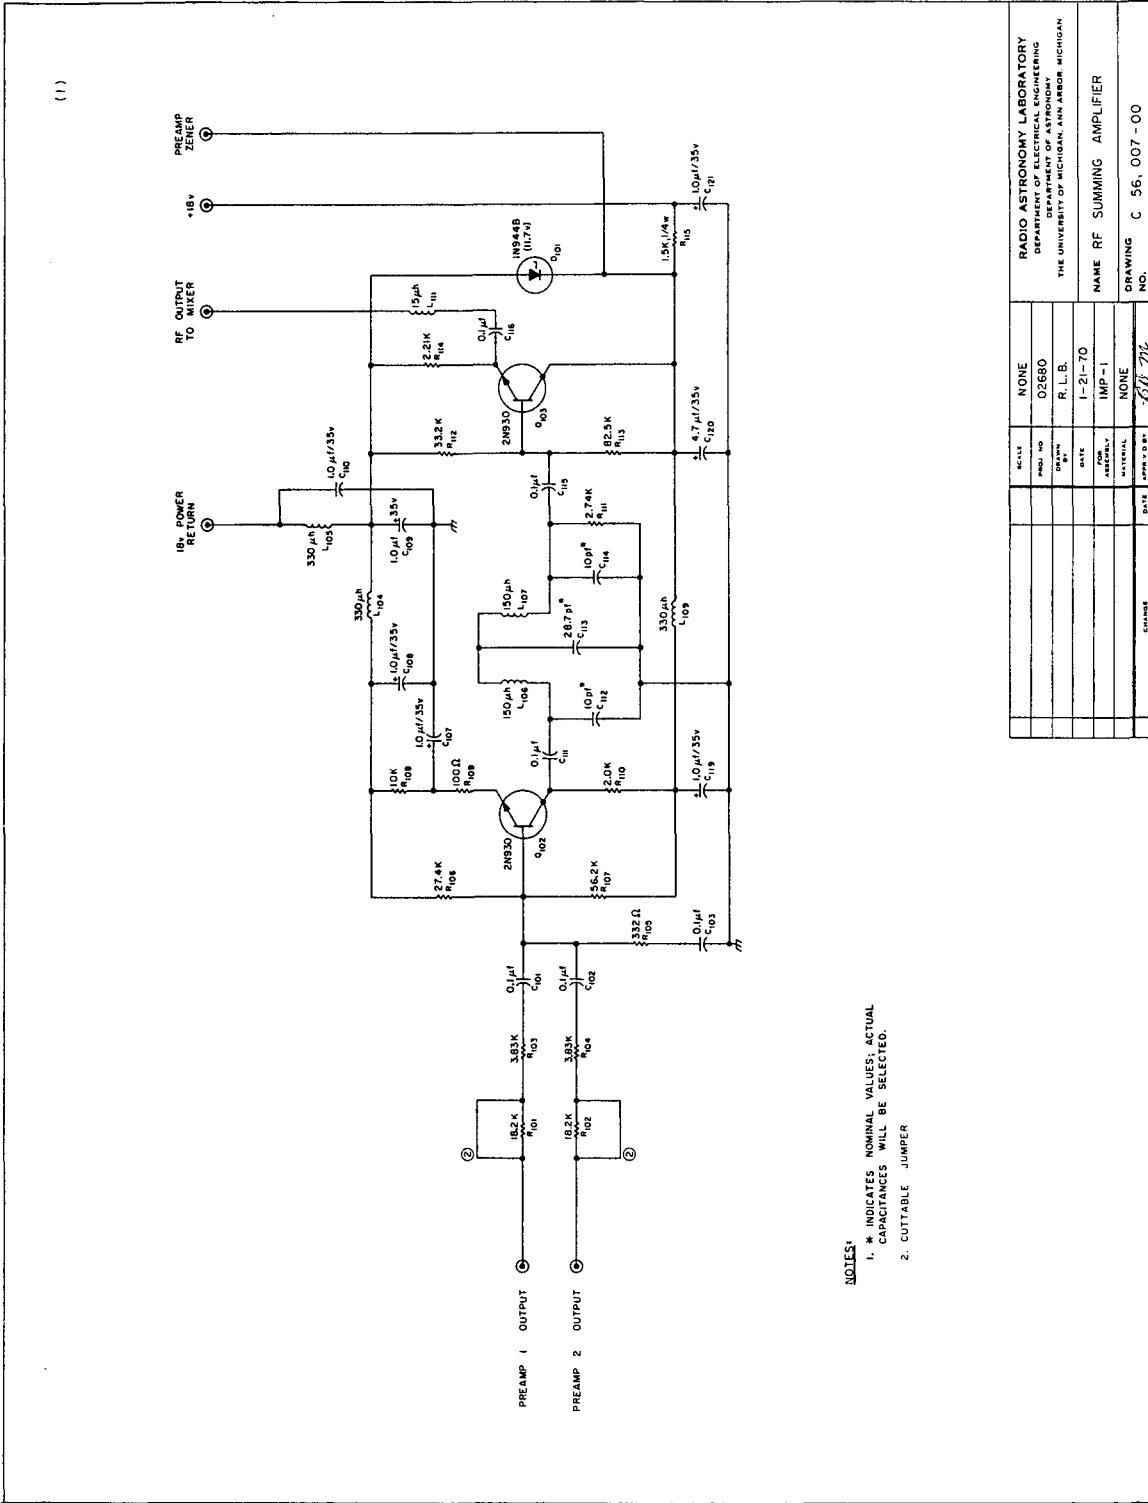 (1)
PREAMP
ZENER
+18v
RF OUTPUT
TO MIXER
18v POWER
RETURN
1N944B
(11.7v)
D101
15µh
L111
0.1µf
C116
2.21K
R114
2N930
Q103
33.2K
R112
82.5K
R113
1.5K,1/4w
R115
1.0µf/35v
C121
4.7µf/35v
C120
1.0µf/35v
C110
330µh
L105
1.0µf 35v
C109
330µh
L104
1.0µf/35v
C108
1.0µf/35v
C107
0.1µf
C115
2.74K
R111
10pf*
C114
150µh
L107
28.7pf*
C113
150µh
L106
10pf*
C112
330µh
L109
0.1µf
C111
10K
R108
100Ω
R109
2N930
Q102
2.0K
R110
1.0µf/35v
C119
27.4K
R106
56.2K
R107
332Ω
R105
0.1µf
C103
0.1µf
C101
0.1µf
C102
3.83K
R103
3.83K
R104
18.2K
R101
18.2K
R102
2
2
PREAMP 1 OUTPUT
PREAMP 2 OUTPUT
NOTES:
1. * INDICATES NOMINAL VALUES; ACTUAL
CAPACITANCES WILL BE SELECTED.
2. CUTTABLE JUMPER
RADIO ASTRONOMY LABORATORY
DEPARTMENT OF ELECTRICAL ENGINEERING
DEPARTMENT OF ASTRONOMY
THE UNIVERSITY OF MICHIGAN, ANN ARBOR, MICHIGAN
NAME RF SUMMING AMPLIFIER
DRAWING
NO. C 56,007-00
SCALE NONE
PROJ. NO 02680
DRAWN BY R.L.B.
DATE 1-21-70
FOR ASSEMBLY IMP-1
MATERIAL NONE
APPR'V'D BY
DATE
CHANGE